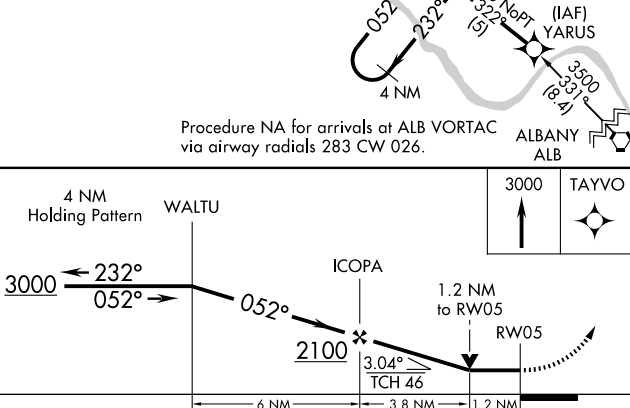 052°
232°
4 NM
322°
NoPT
(5)
(IAF)
YARUS
3500
331°
(8.4)
ALBANY
ALB
Procedure NA for arrivals at ALB VORTAC
via airway radials 283 CW 026.
3000
TAYVO
4 NM
Holding Pattern
WALTU
3000
232°
052°
052°
ICOPA
2100
3.04°
TCH 46
1.2 NM
to RW05
RW05
6 NM
3.8 NM
1.2 NM